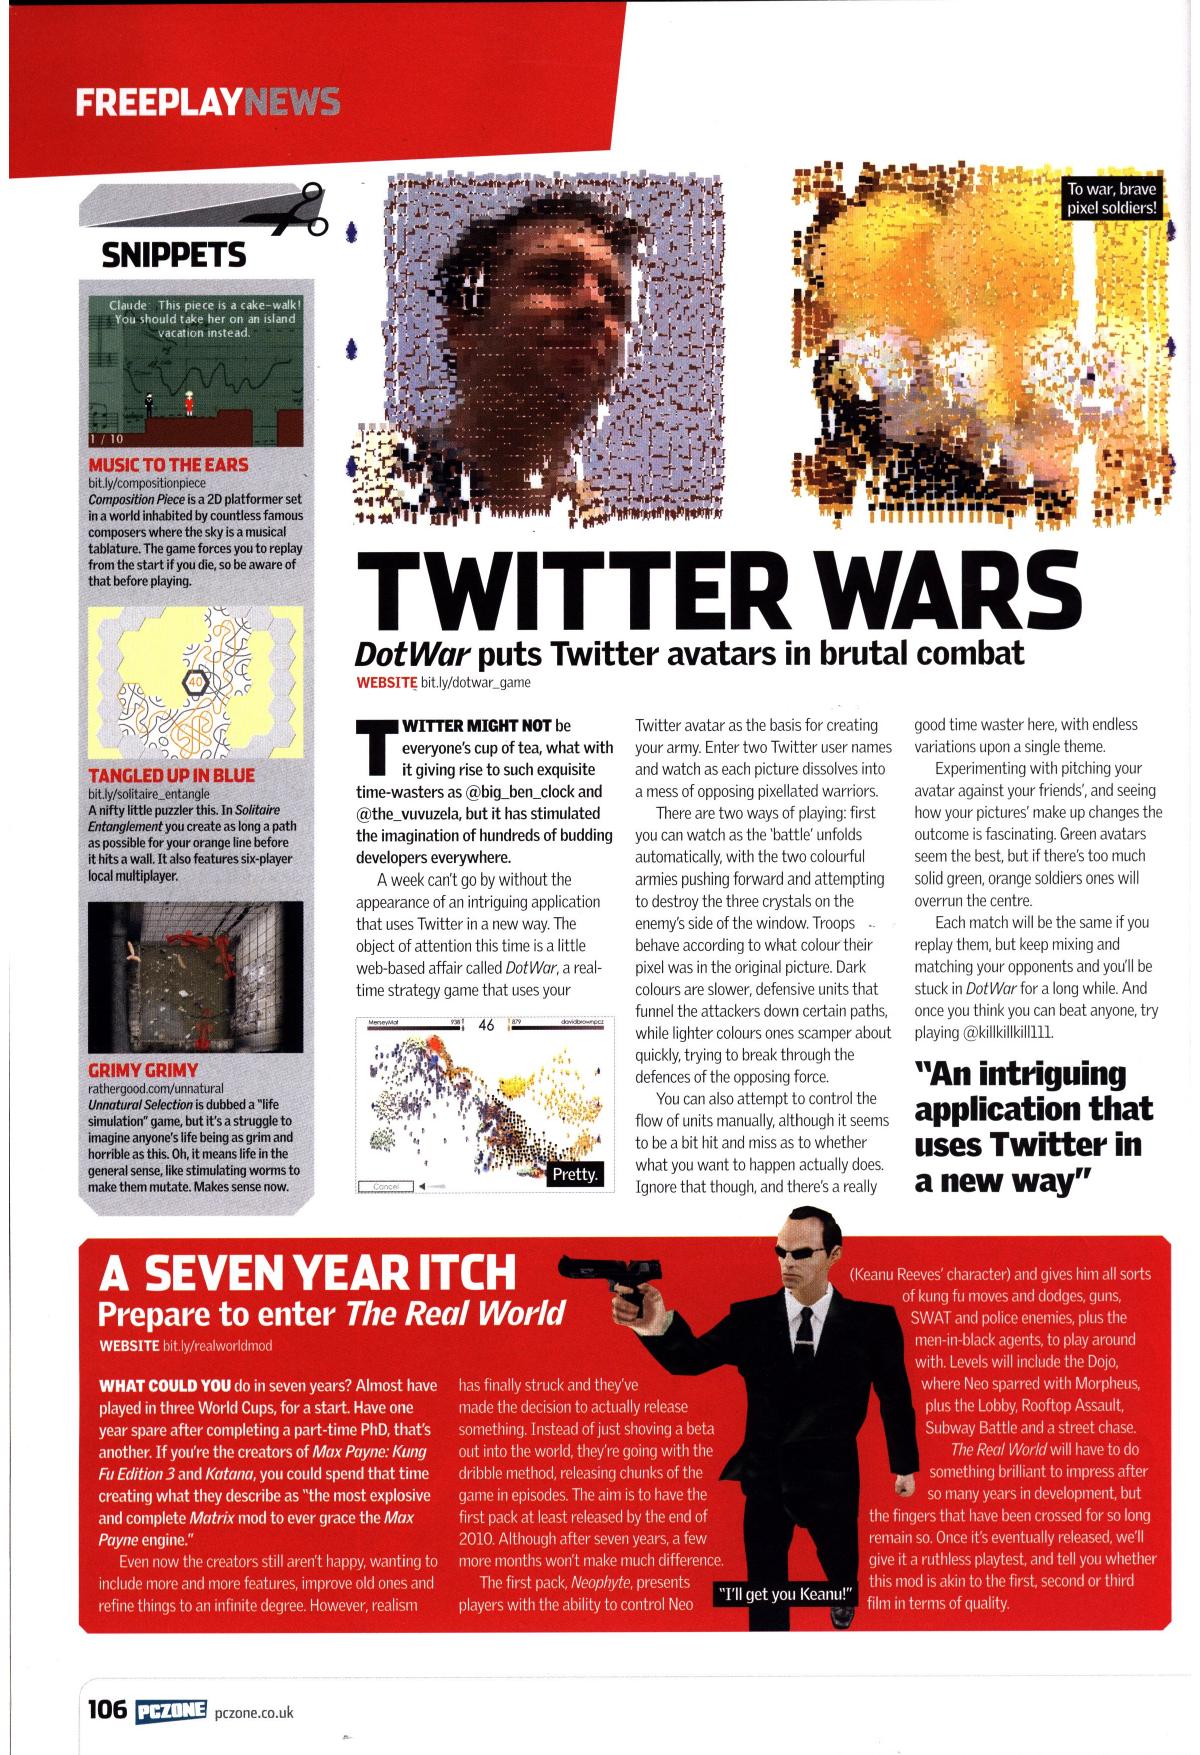 FREEPLAYNEWS
SNIPPETS
Claude: This piece is a cake-walk!
You should take her on an island
vacation instead.
1 / 10
MUSIC TO THE EARS
bit.ly/compositionpiece
Composition Piece is a 2D platformer set
in a world inhabited by countless famous
composers where the sky is a musical
tablature. The game forces you to replay
from the start if you die, so be aware of
that before playing.
40
TANGLED UP IN BLUE
bit.ly/solitaire_entangle
A nifty little puzzler this. In Solitaire
Entanglement you create as long a path
as possible for your orange line before
it hits a wall. It also features six-player
local multiplayer.
GRIMY GRIMY
rathergood.com/unnatural
Unnatural Selection is dubbed a "life
simulation" game, but it's a struggle to
imagine anyone's life being as grim and
horrible as this. Oh, it means life in the
general sense, like stimulating worms to
make them mutate. Makes sense now.
To war, brave
pixel soldiers!
TWITTER WARS
DotWar puts Twitter avatars in brutal combat
WEBSITE bit.ly/dotwar_game
TWITTER MIGHT NOT be
everyone's cup of tea, what with
it giving rise to such exquisite
time-wasters as @big_ben_clock and
@the_vuvuzela, but it has stimulated
the imagination of hundreds of budding
developers everywhere.
A week can't go by without the
appearance of an intriguing application
that uses Twitter in a new way. The
object of attention this time is a little
web-based affair called DotWar, a real-
time strategy game that uses your
MerseyMat 938 46 879 davidbrownpcz
Pretty.
Cancel
Twitter avatar as the basis for creating
your army. Enter two Twitter user names
and watch as each picture dissolves into
a mess of opposing pixellated warriors.
There are two ways of playing: first
you can watch as the 'battle' unfolds
automatically, with the two colourful
armies pushing forward and attempting
to destroy the three crystals on the
enemy's side of the window. Troops
behave according to what colour their
pixel was in the original picture. Dark
colours are slower, defensive units that
funnel the attackers down certain paths,
while lighter colours ones scamper about
quickly, trying to break through the
defences of the opposing force.
You can also attempt to control the
flow of units manually, although it seems
to be a bit hit and miss as to whether
what you want to happen actually does.
Ignore that though, and there's a really
good time waster here, with endless
variations upon a single theme.
Experimenting with pitching your
avatar against your friends', and seeing
how your pictures' make up changes the
outcome is fascinating. Green avatars
seem the best, but if there's too much
solid green, orange soldiers ones will
overrun the centre.
Each match will be the same if you
replay them, but keep mixing and
matching your opponents and you'll be
stuck in DotWar for a long while. And
once you think you can beat anyone, try
playing @killkillkill111.
"An intriguing
application that
uses Twitter in
a new way"
A SEVEN YEAR ITCH
Prepare to enter The Real World
WEBSITE bit.ly/realworldmod
WHAT COULD YOU do in seven years? Almost have
played in three World Cups, for a start. Have one
year spare after completing a part-time PhD, that's
another. If you're the creators of Max Payne: Kung
Fu Edition 3 and Katana, you could spend that time
creating what they describe as "the most explosive
and complete Matrix mod to ever grace the Max
Payne engine."
Even now the creators still aren't happy, wanting to
include more and more features, improve old ones and
refine things to an infinite degree. However, realism
has finally struck and they've
made the decision to actually release
something. Instead of just shoving a beta
out into the world, they're going with the
dribble method, releasing chunks of the
game in episodes. The aim is to have the
first pack at least released by the end of
2010. Although after seven years, a few
more months won't make much difference.
The first pack, Neophyte, presents
players with the ability to control Neo
"I'll get you Keanu!"
(Keanu Reeves' character) and gives him all sorts
of kung fu moves and dodges, guns,
SWAT and police enemies, plus the
men-in-black agents, to play around
with. Levels will include the Dojo,
where Neo sparred with Morpheus,
plus the Lobby, Rooftop Assault,
Subway Battle and a street chase.
The Real World will have to do
something brilliant to impress after
so many years in development, but
the fingers that have been crossed for so long
remain so. Once it's eventually released, we'll
give it a ruthless playtest, and tell you whether
this mod is akin to the first, second or third
film in terms of quality.
106 PCZONE pczone.co.uk